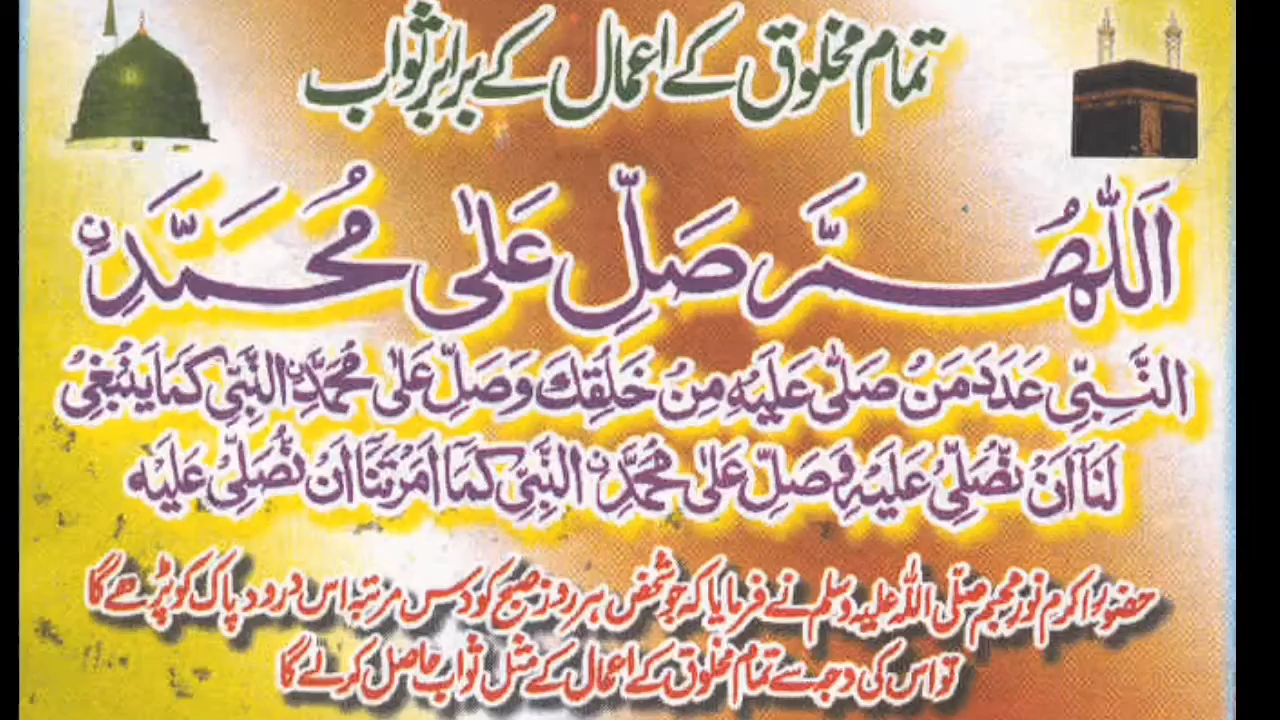 تمام مخلوق کے اعمال کے برابر ثواب
اَللّٰهُمَّ صَلِّ عَلٰی مُحَمَّدِنِ
النَّبِیِّ عَدَدَ مَنْ صَلّٰی عَلَیْهِ مِنْ خَلْقِكَ وَصَلِّ عَلٰی مُحَمَّدِنِ النَّبِیِّ كَمَا یَنْۢبَغِیْ
لَنَآ اَنْ نُّصَلِّیَ عَلَیْهِ وَصَلِّ عَلٰی مُحَمَّدِنِ النَّبِیِّ كَمَآ اَمَرْتَنَا اَنْ نُّصَلِّیَ عَلَیْهِ
حضور اکرم نور مجسم صلّی اللہ علیہ وسلم نے فرمایا کہ جو شخص ہر روز صبح کو دس مرتبہ اس درود پاک کو پڑھے گا
تو اس کی وجہ سے تمام مخلوق کے اعمال کے مثل ثواب حاصل کر لے گا